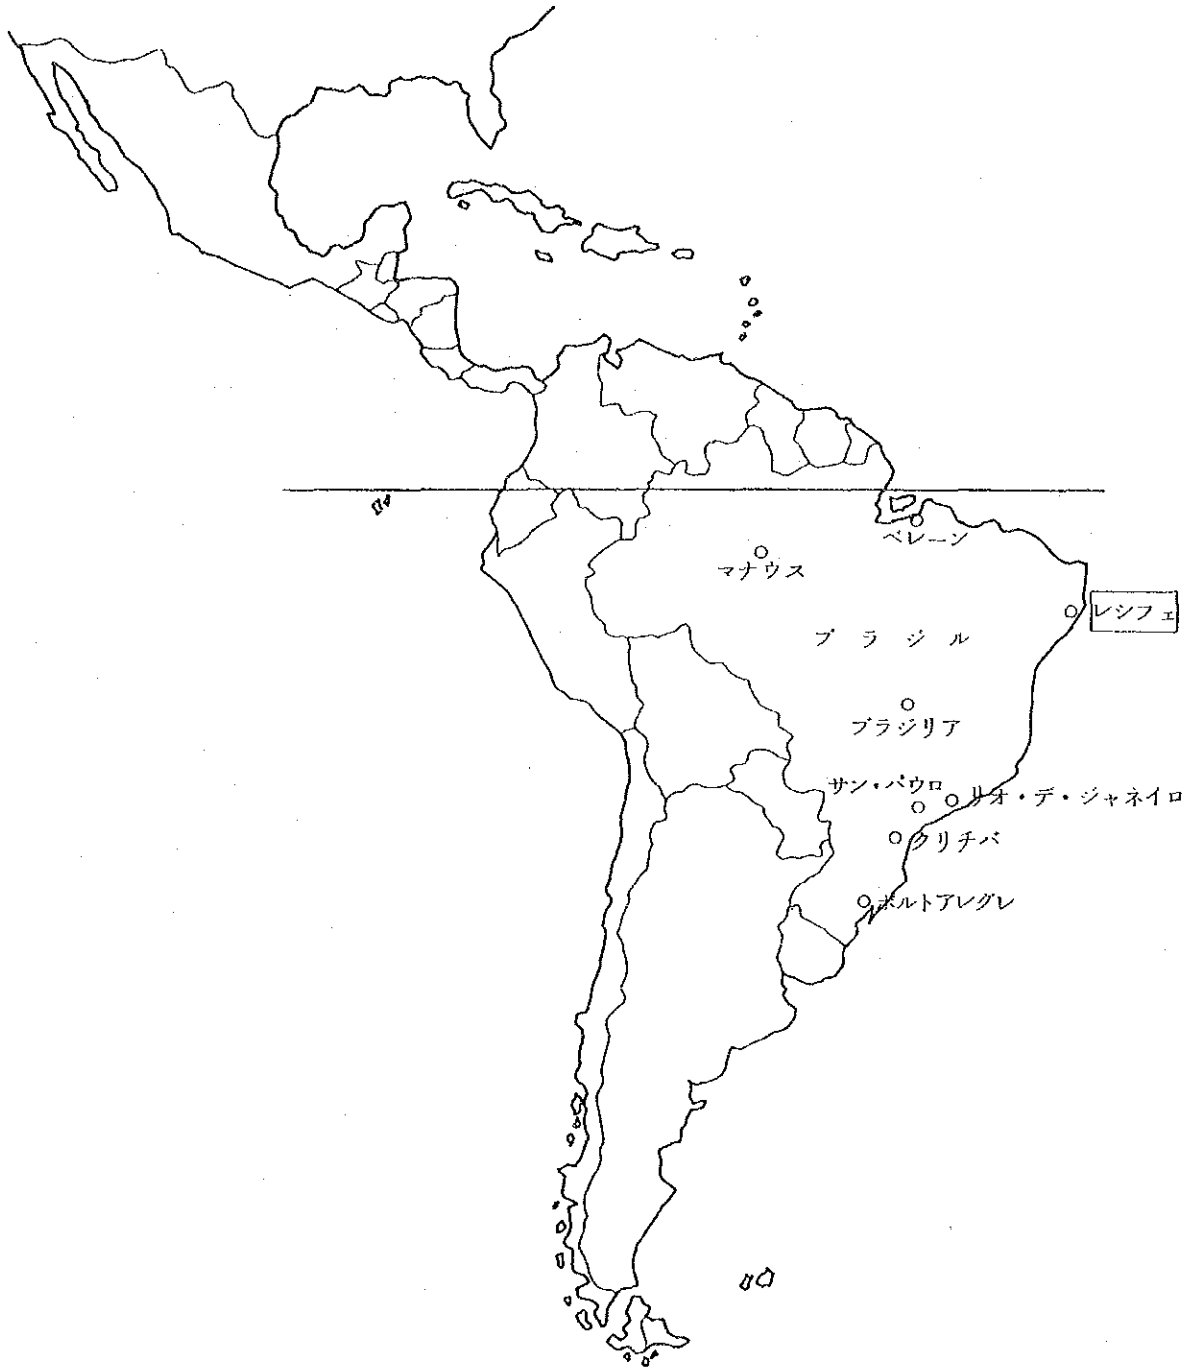 ベレーン
マナウス
レシフェ
ブラジル
ブラジリア
サン・パウロ
リオ・デ・ジャネイロ
クリチバ
ポルトアレグレ